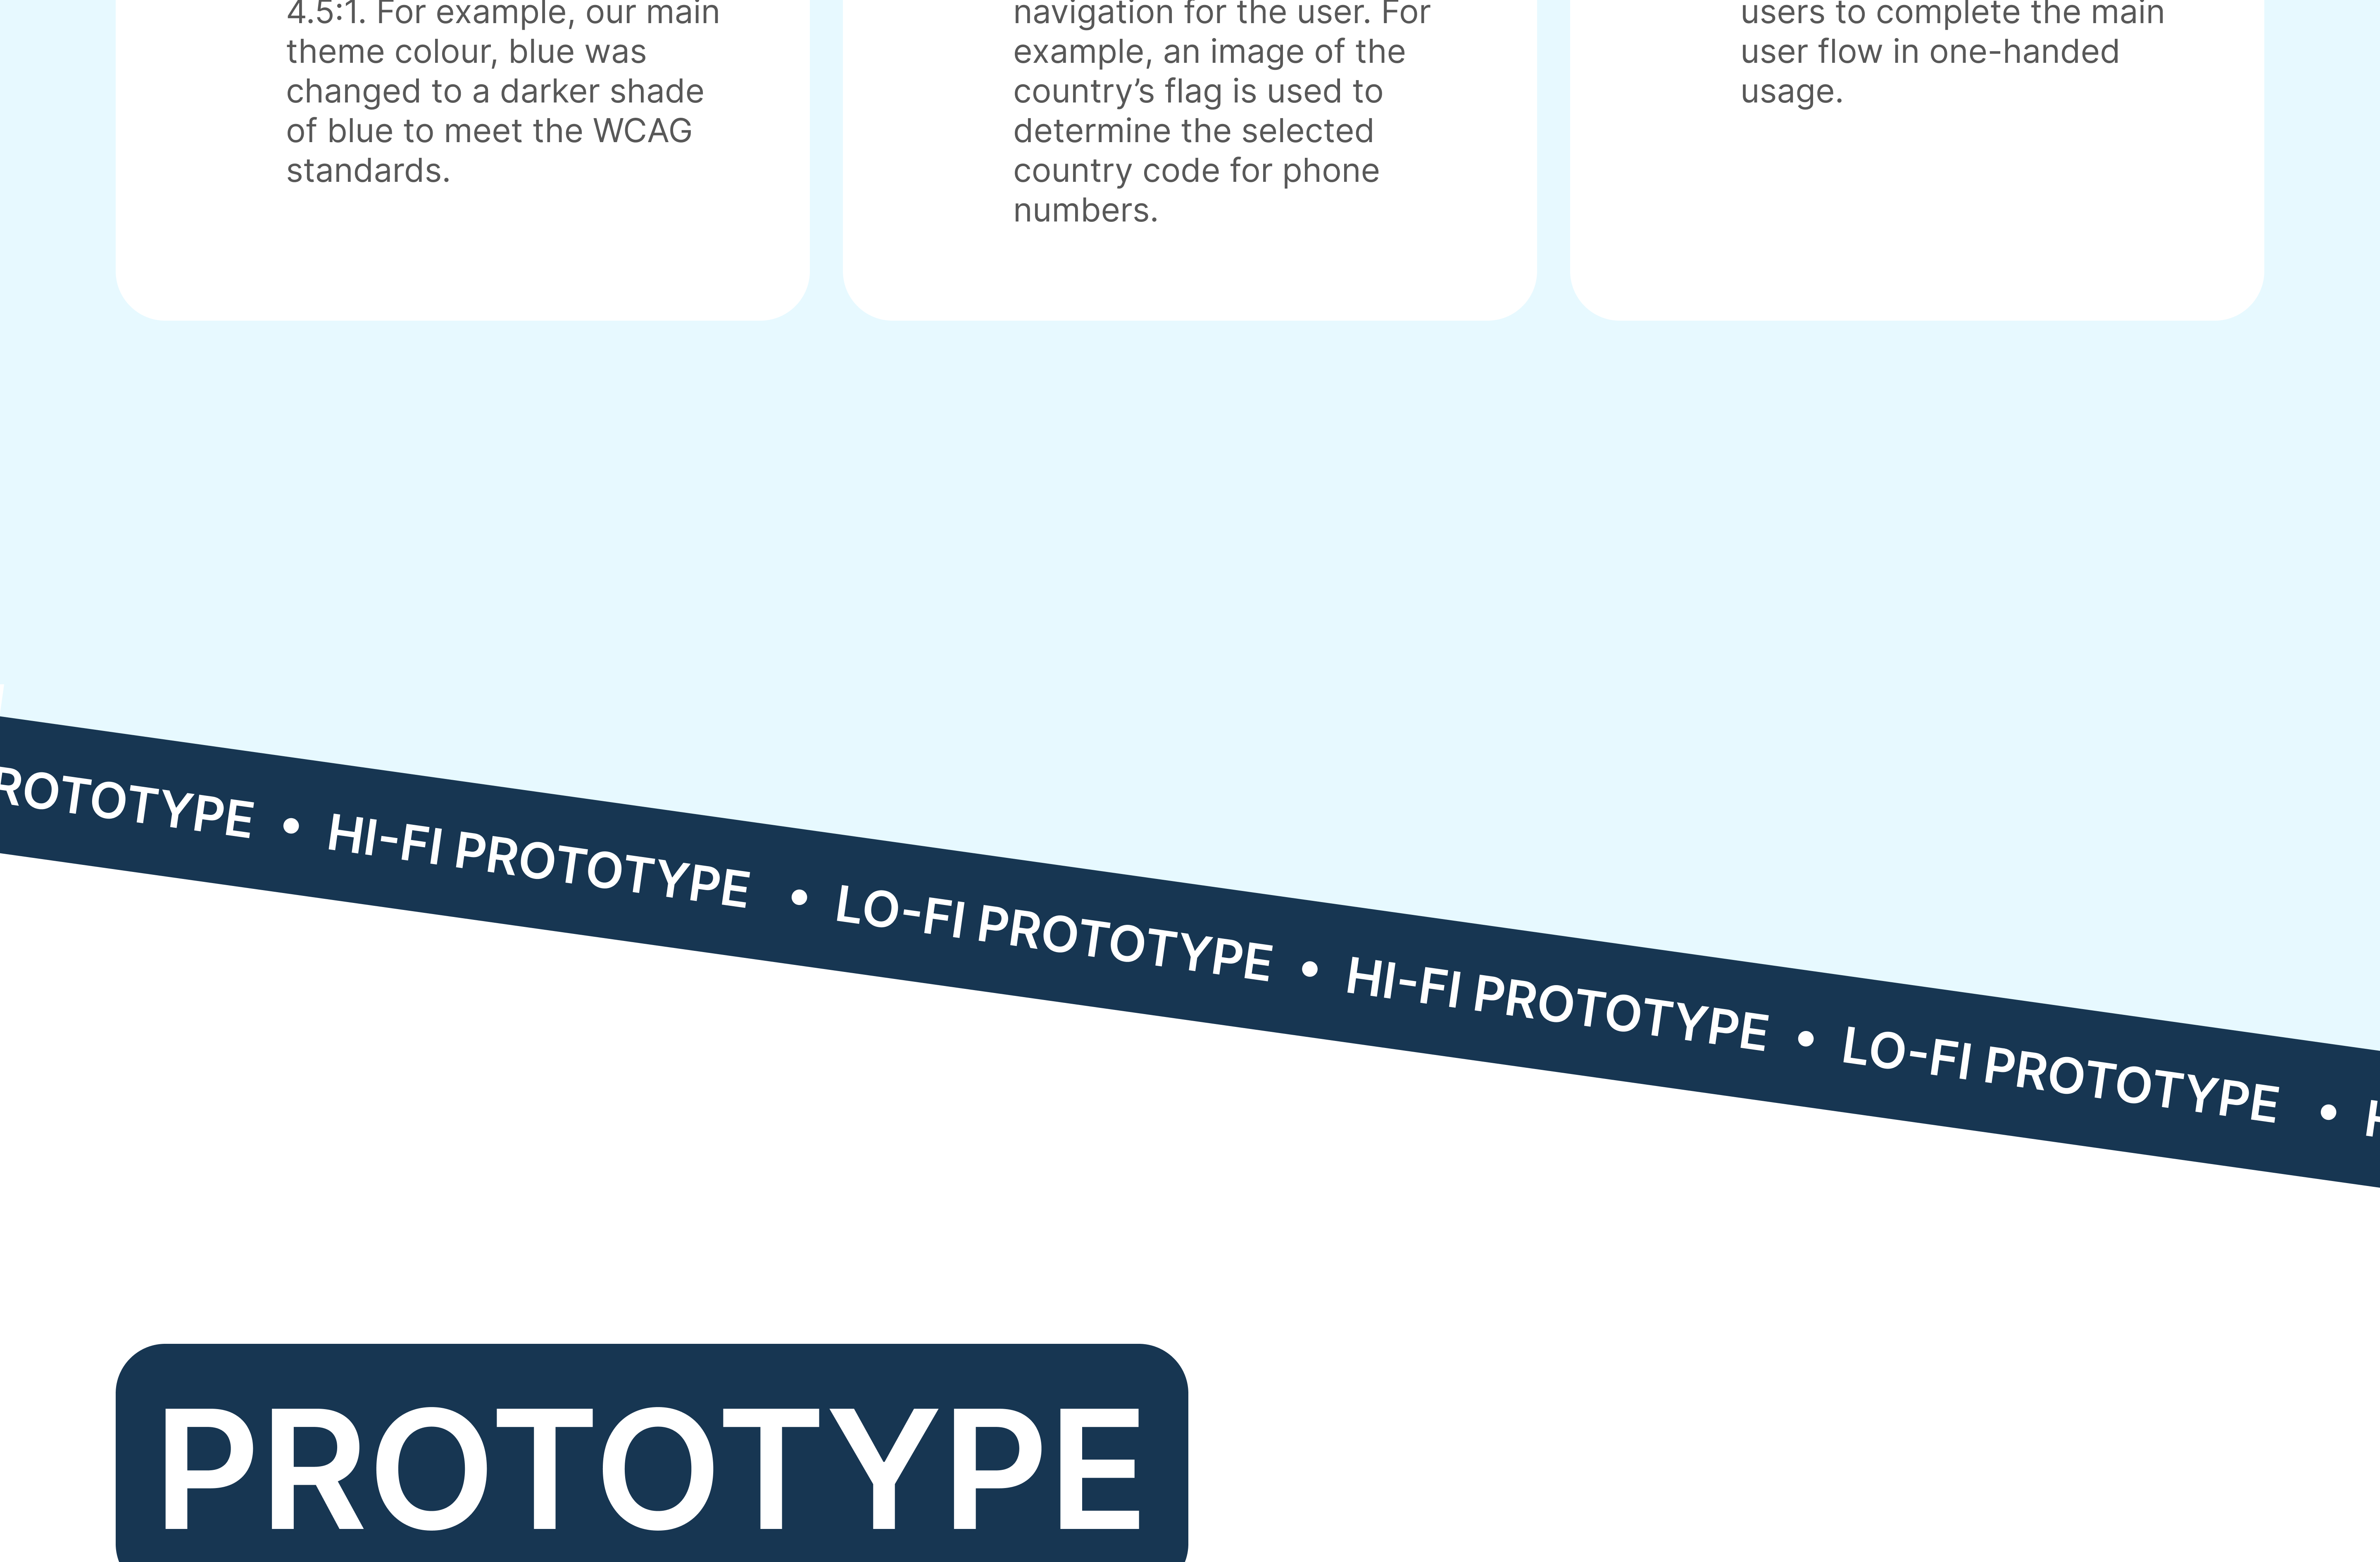 4.5:1. For example, our main
theme colour, blue was
changed to a darker shade
of blue to meet the WCAG
standards.
navigation for the user. For
example, an image of the
country’s flag is used to
determine the selected
country code for phone
numbers.
users to complete the main
user flow in one-handed
usage.
ROTOTYPE • HI-FI PROTOTYPE • LO-FI PROTOTYPE • HI-FI PROTOTYPE • LO-FI PROTOTYPE • H
PROTOTYPE